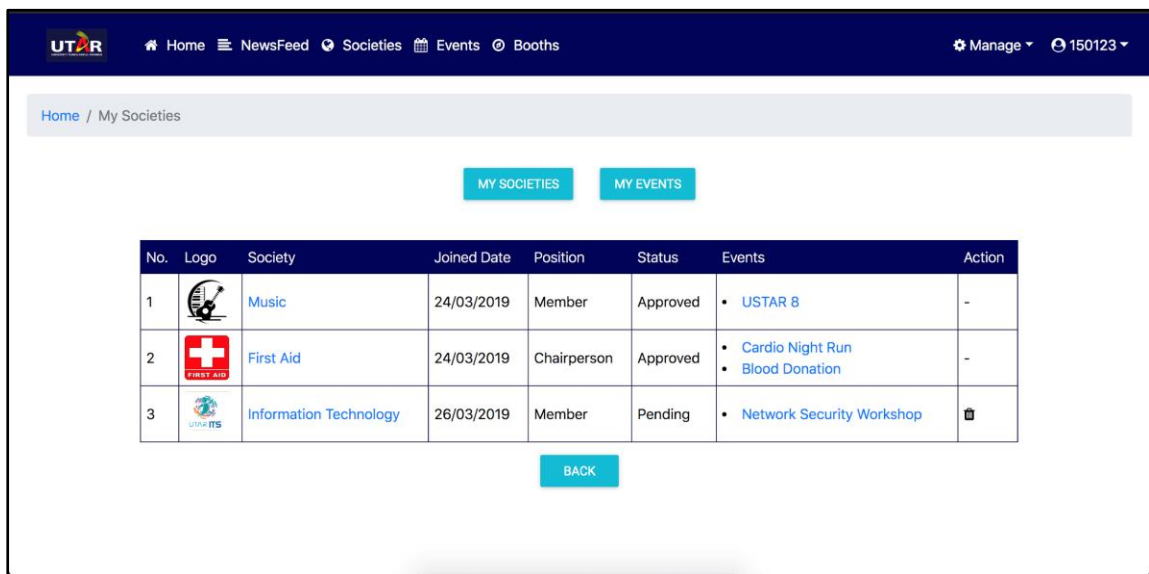 UTAR
Home NewsFeed Societies Events Booths Manage 150123
Home / My Societies
MY SOCIETIES MY EVENTS
No. Logo Society Joined Date Position Status Events Action
1 Music 24/03/2019 Member Approved • USTAR 8 -
2 FIRST AID First Aid 24/03/2019 Chairperson Approved • Cardio Night Run
• Blood Donation -
3 UTAR ITS Information Technology 26/03/2019 Member Pending • Network Security Workshop
BACK